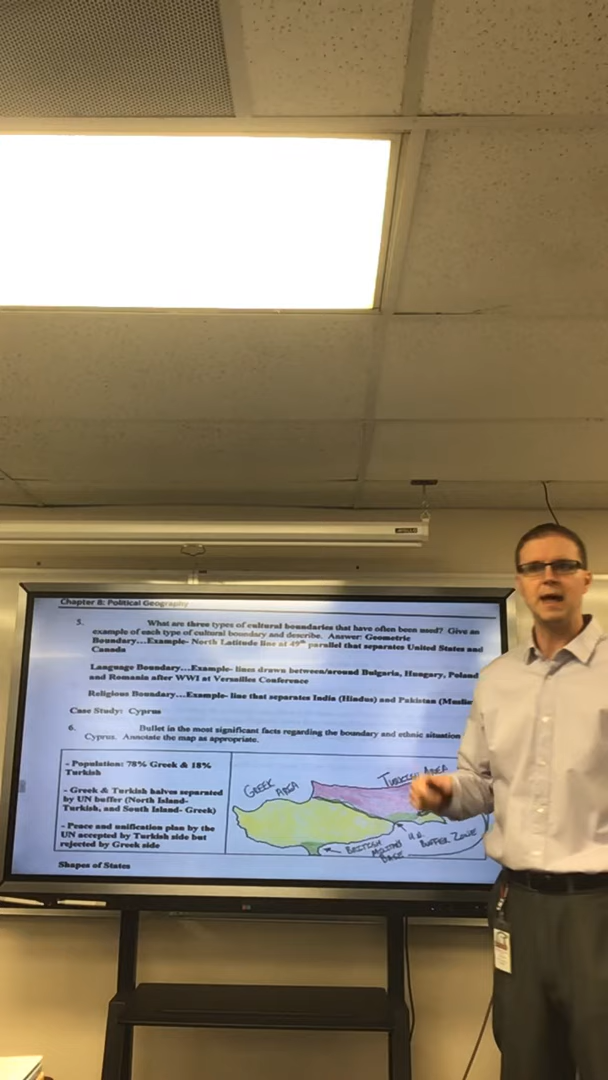 Chapter 8: Political Geography
5. What are three types of cultural boundaries that have often been used? Give an
example of each type of cultural boundary and describe. Answer: Geometric
Boundary...Example- North Latitude line at 49th parallel that separates United States and
Canada
Language Boundary...Example- lines drawn between/around Bulgaria, Hungary, Poland
and Romania after WW1 at Versailles Conference
Religious Boundary...Example- line that separates India (Hindus) and Pakistan
Case Study: Cyprus
6. Bullet in the most significant facts regarding the boundary and ethnic situation
Cyprus. Annotate the map as appropriate.
- Population: 78% Greek & 18%
Turkish
- Greek & Turkish halves separated
by UN buffer (North Island-
Turkish, and South Island- Greek)
- Peace and unification plan by the
UN accepted by Turkish side but
rejected by Greek side
GREEK
AREA
TURKISH AREA
U.N.
BUFFER ZONE
BRITISH
MILITARY
BASE
Shapes of States